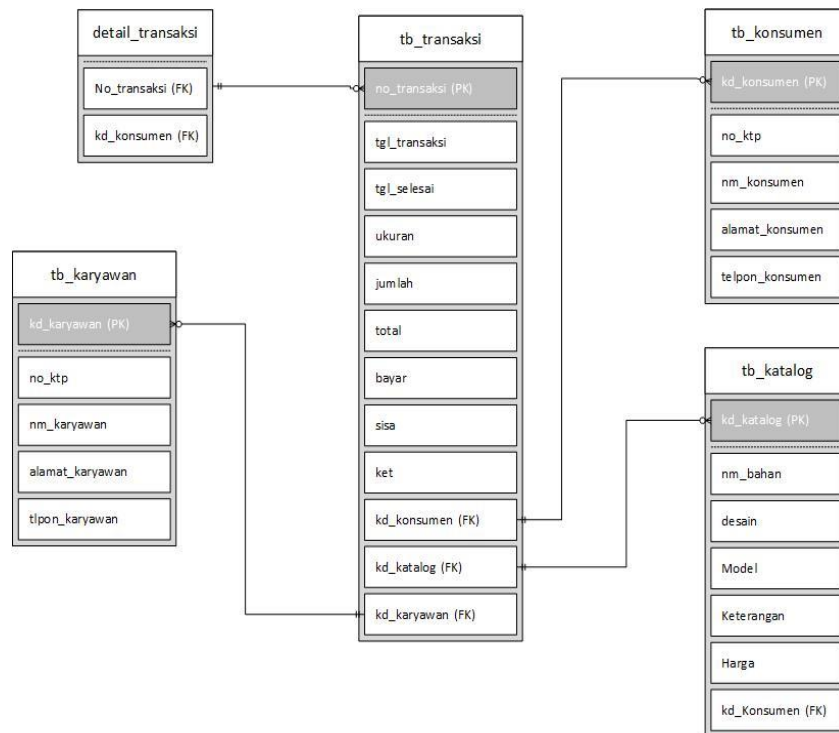 detail_transaksi
No_transaksi (FK)
kd_konsumen (FK)
tb_karyawan
kd_karyawan (PK)
no_ktp
nm_karyawan
alamat_karyawan
tlpon_karyawan
tb_transaksi
no_transaksi (PK)
tgl_transaksi
tgl_selesai
ukuran
jumlah
total
bayar
sisa
ket
kd_konsumen (FK)
kd_katalog (FK)
kd_karyawan (FK)
tb_konsumen
kd_konsumen (PK)
no_ktp
nm_konsumen
alamat_konsumen
telpon_konsumen
tb_katalog
kd_katalog (PK)
nm_bahan
desain
Model
Keterangan
Harga
kd_Konsumen (FK)